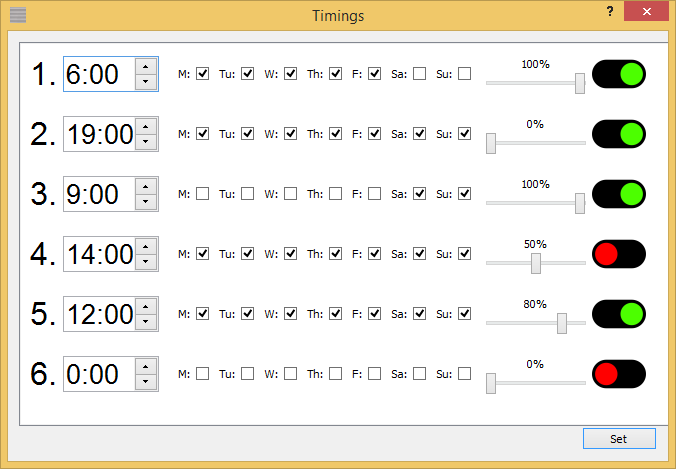 Timings
?
100%
1. 6:00 M: Tu: W: Th: F: Sa: Su:
0%
2. 19:00 M: Tu: W: Th: F: Sa: Su:
100%
3. 9:00 M: Tu: W: Th: F: Sa: Su:
50%
4. 14:00 M: Tu: W: Th: F: Sa: Su:
80%
5. 12:00 M: Tu: W: Th: F: Sa: Su:
0%
6. 0:00 M: Tu: W: Th: F: Sa: Su:
Set